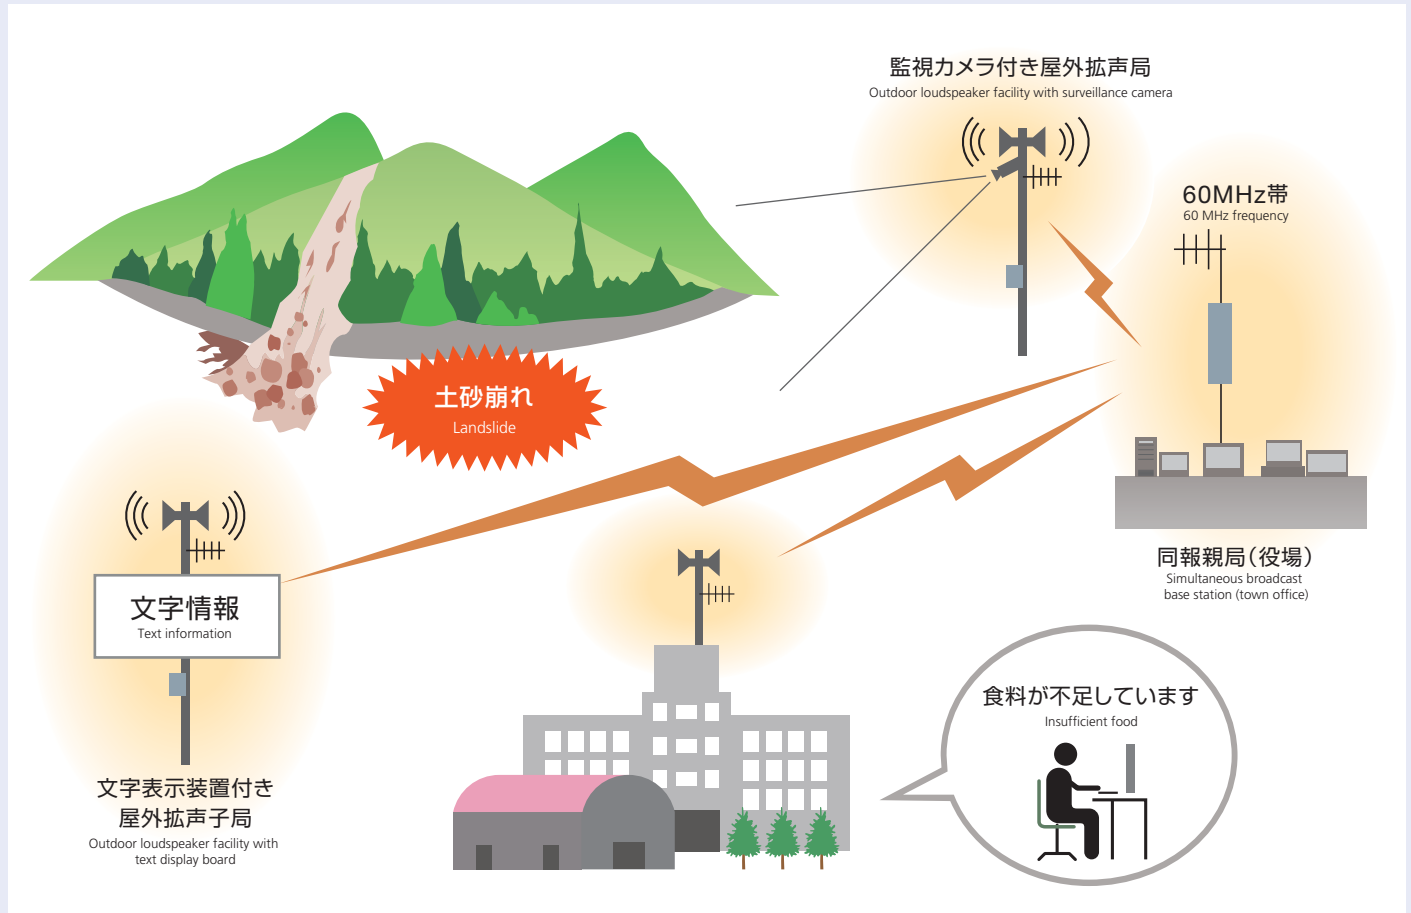 監視カメラ付き屋外拡声局
Outdoor loudspeaker facility with surveillance camera
60MHz帯
60 MHz frequency
土砂崩れ
Landslide
文字情報
Text information
同報親局（役場）
Simultaneous broadcast
base station (town office)
食料が不足しています
Insufficient food
文字表示装置付き
屋外拡声子局
Outdoor loudspeaker facility with
text display board